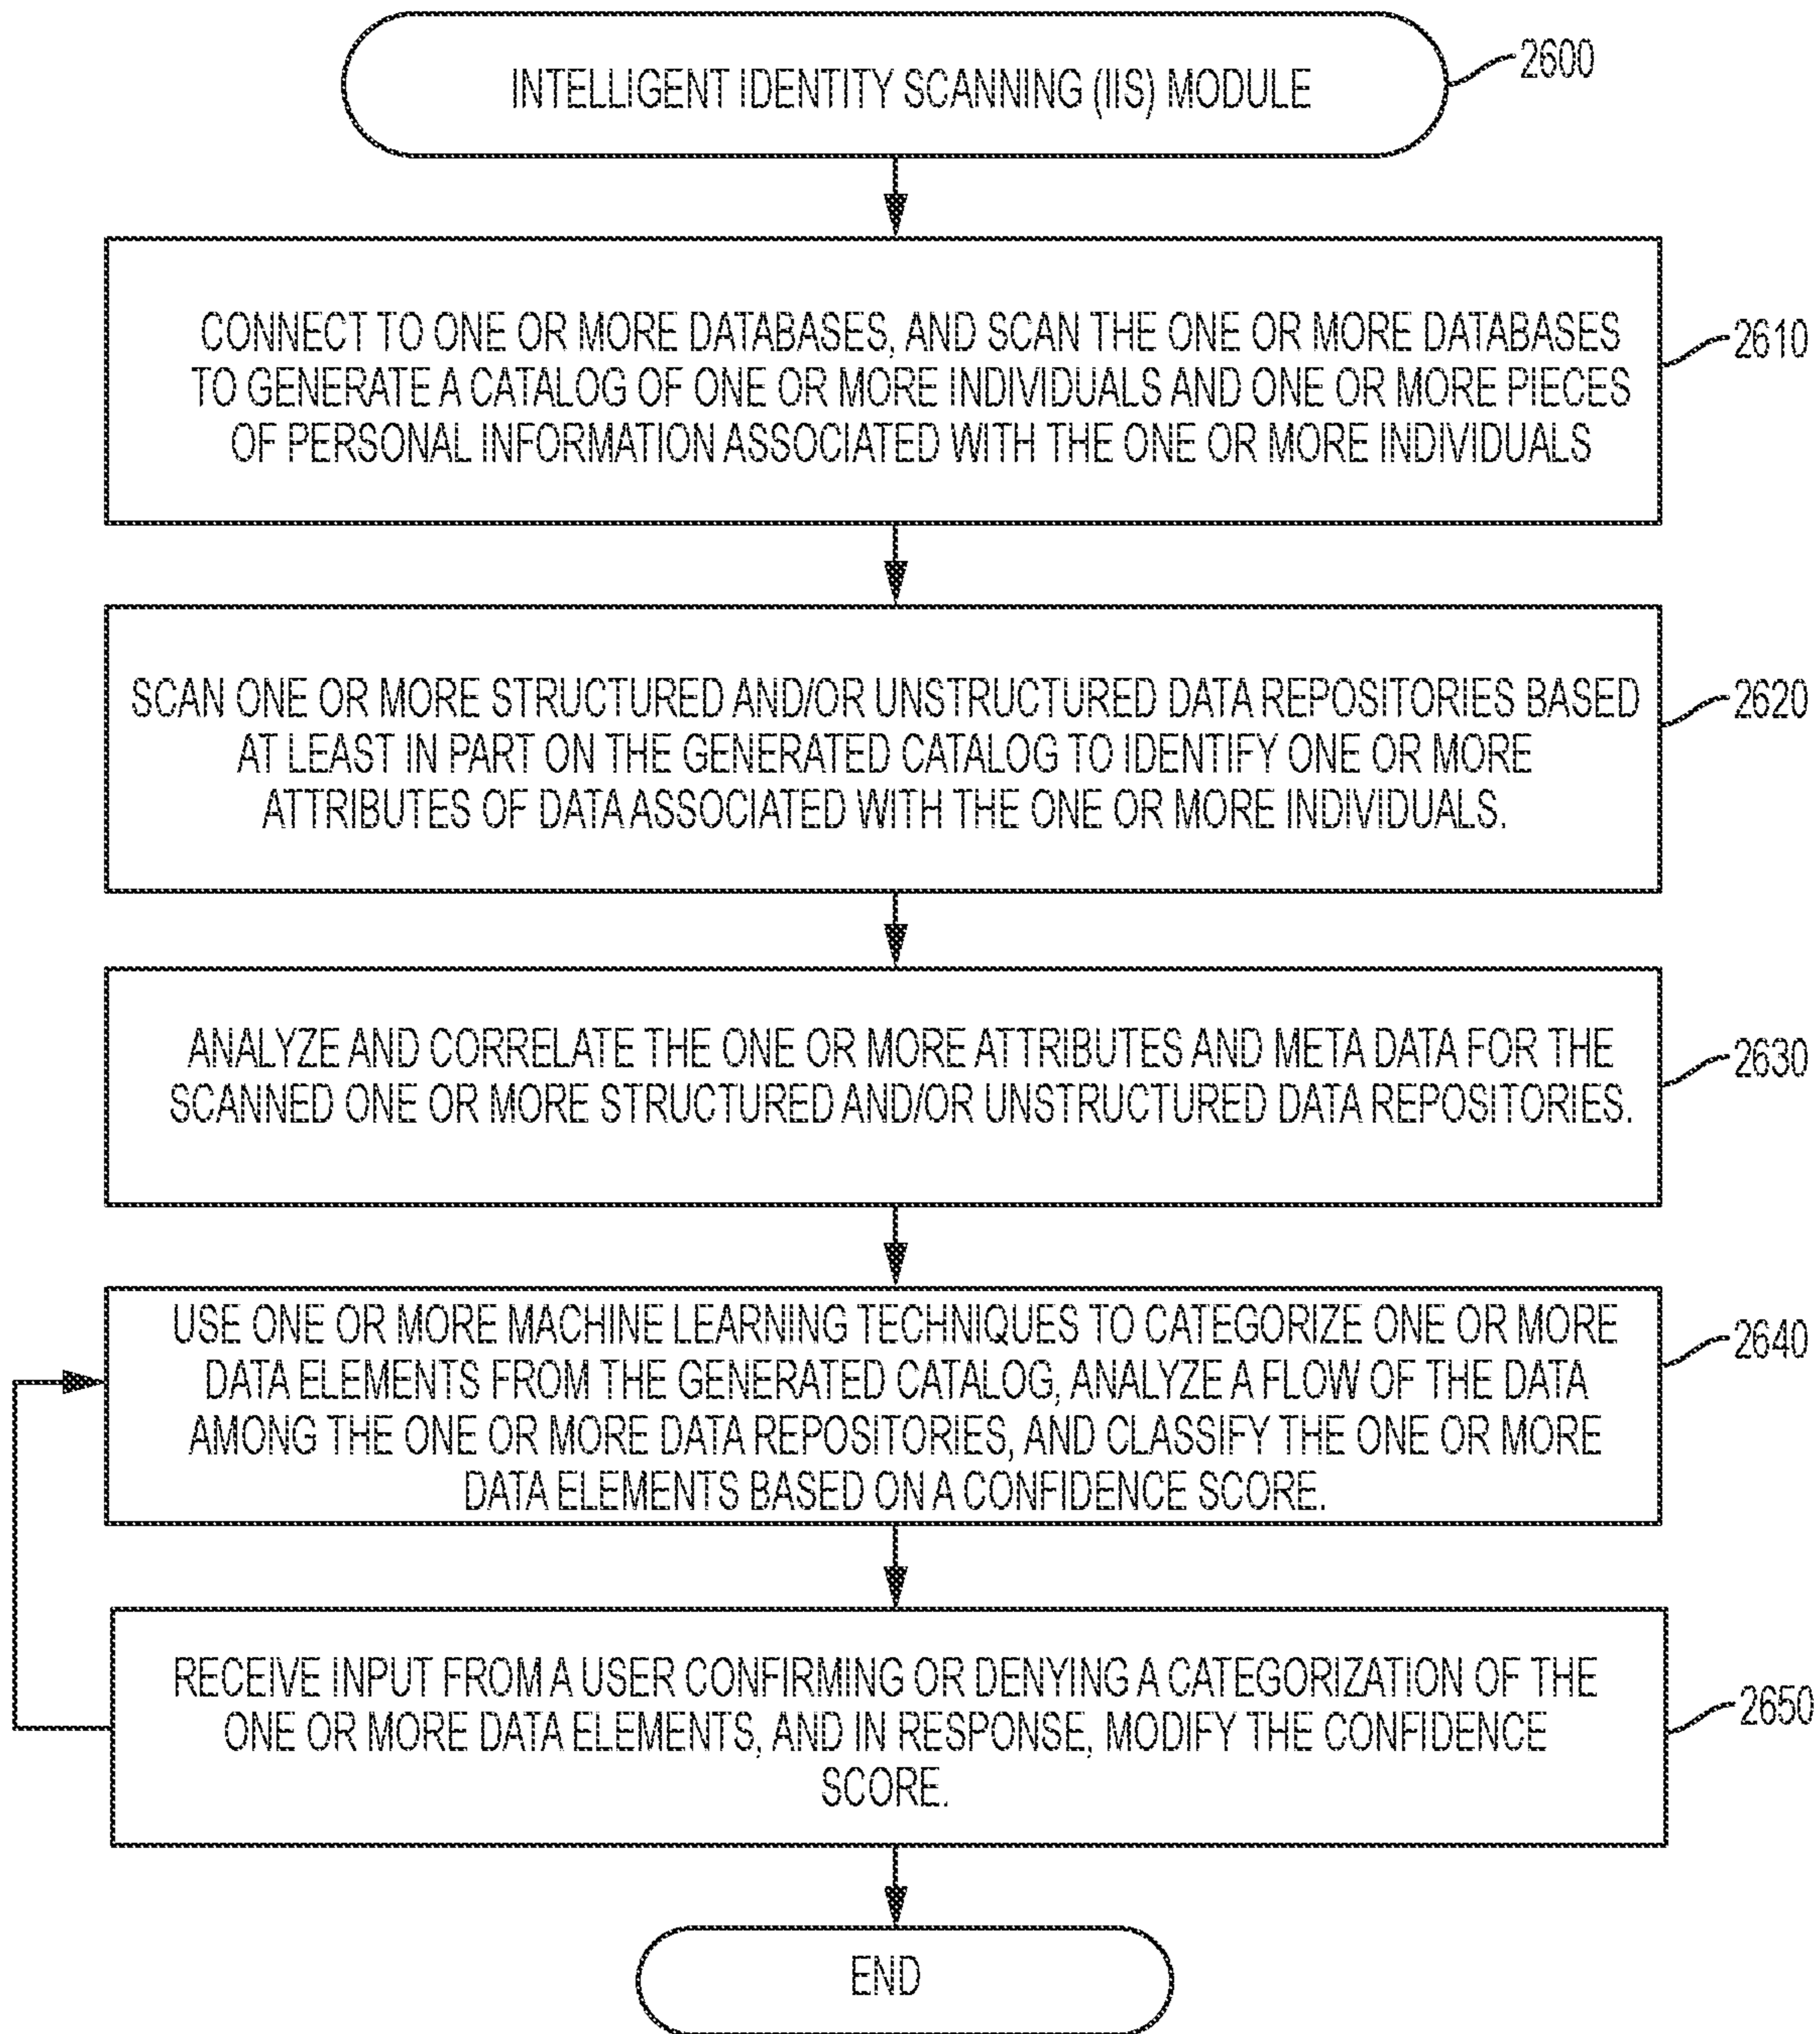 INTELLIGENT IDENTITY SCANNING (IIS) MODULE
2600
CONNECT TO ONE OR MORE DATABASES, AND SCAN THE ONE OR MORE DATABASES
TO GENERATE A CATALOG OF ONE OR MORE INDIVIDUALS AND ONE OR MORE PIECES
OF PERSONAL INFORMATION ASSOCIATED WITH THE ONE OR MORE INDIVIDUALS
2610
SCAN ONE OR MORE STRUCTURED AND/OR UNSTRUCTURED DATA REPOSITORIES BASED
AT LEAST IN PART ON THE GENERATED CATALOG TO IDENTIFY ONE OR MORE
ATTRIBUTES OF DATA ASSOCIATED WITH THE ONE OR MORE INDIVIDUALS.
2620
ANALYZE AND CORRELATE THE ONE OR MORE ATTRIBUTES AND META DATA FOR THE
SCANNED ONE OR MORE STRUCTURED AND/OR UNSTRUCTURED DATA REPOSITORIES.
2630
USE ONE OR MORE MACHINE LEARNING TECHNIQUES TO CATEGORIZE ONE OR MORE
DATA ELEMENTS FROM THE GENERATED CATALOG, ANALYZE A FLOW OF THE DATA
AMONG THE ONE OR MORE DATA REPOSITORIES, AND CLASSIFY THE ONE OR MORE
DATA ELEMENTS BASED ON A CONFIDENCE SCORE.
2640
RECEIVE INPUT FROM A USER CONFIRMING OR DENYING A CATEGORIZATION OF THE
ONE OR MORE DATA ELEMENTS, AND IN RESPONSE, MODIFY THE CONFIDENCE
SCORE.
2650
END